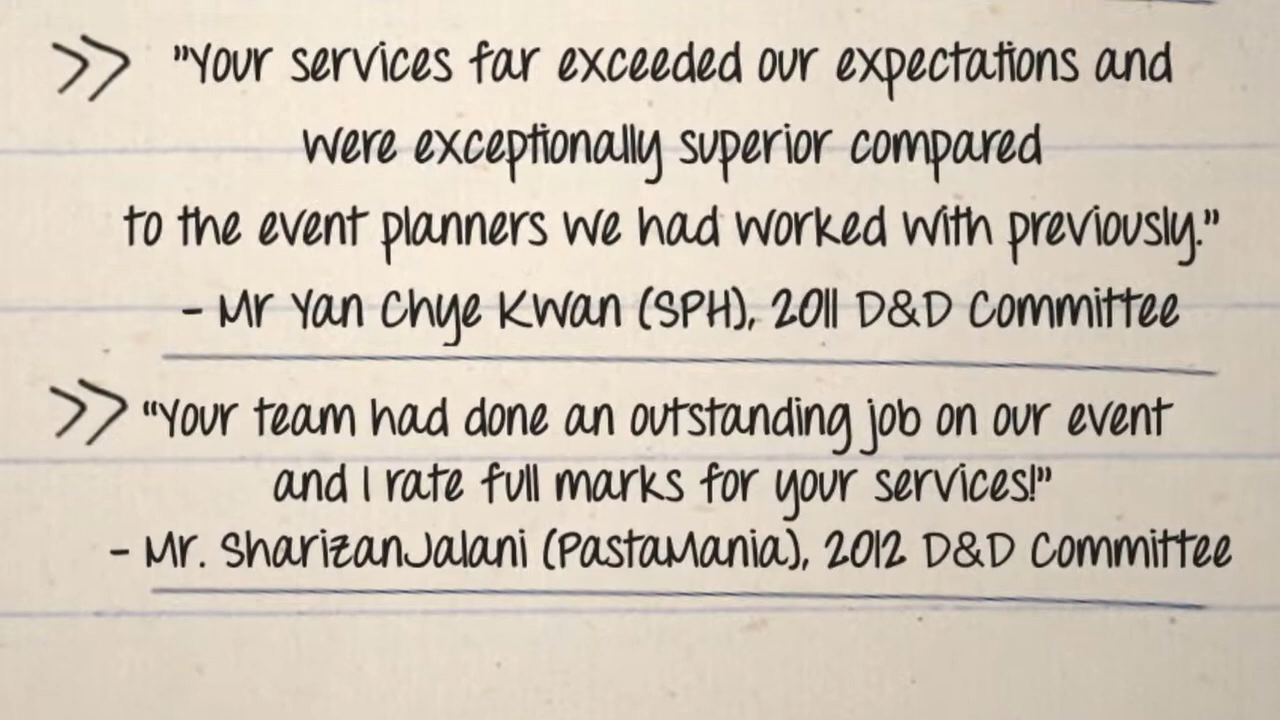 >> "Your services far exceeded our expectations and
were exceptionally superior compared
to the event planners we had worked with previously."
- Mr Yan Chye Kwan (SPH), 2011 D&D Committee
>> "Your team had done an outstanding job on our event
and I rate full marks for your services!"
- Mr. SharizanJalani (PastaMania), 2012 D&D Committee